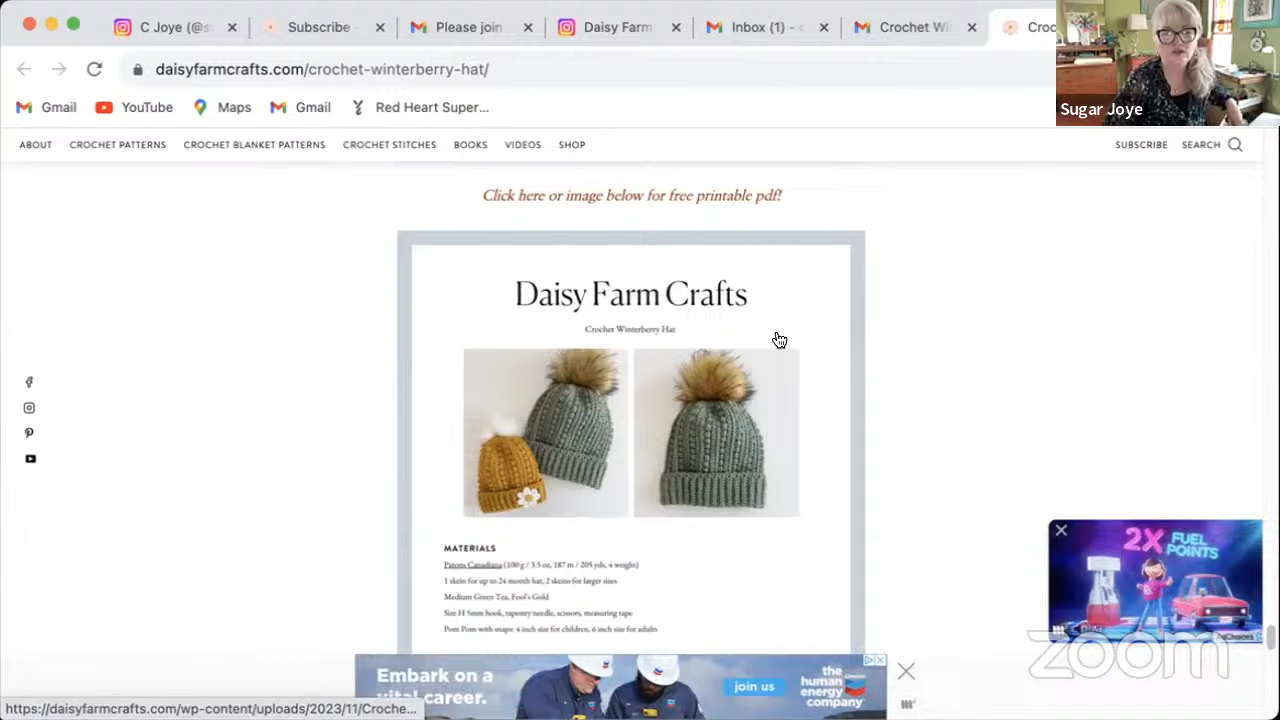 C Joye (@s
Subscribe -
Please join
Daisy Farm
Inbox (1) - c
Crochet Wi
Croc
daisyfarmcrafts.com/crochet-winterberry-hat/
Gmail
YouTube
Maps
Gmail
Red Heart Super...
Sugar Joye
ABOUT
CROCHET PATTERNS
CROCHET BLANKET PATTERNS
CROCHET STITCHES
BOOKS
VIDEOS
SHOP
SUBSCRIBE
SEARCH
Click here or image below for free printable pdf!
Daisy Farm Crafts
Crochet Winterberry Hat
MATERIALS
Patons Canadiana (100 g / 3.5 oz, 187 m / 205 yds, 4 weight)
1 skein for up to 24 month hat, 2 skeins for larger sizes
Medium Green Tea, Fool's Gold
Size H 5mm hook, tapestry needle, scissors, measuring tape
Pom Pom with snaps- 4 inch size for children, 6 inch size for adults
2X FUEL
POINTS
zoom
Embark on a
vital career.
join us
the
human
energy
company
https://daisyfarmcrafts.com/wp-content/uploads/2023/11/Croche...